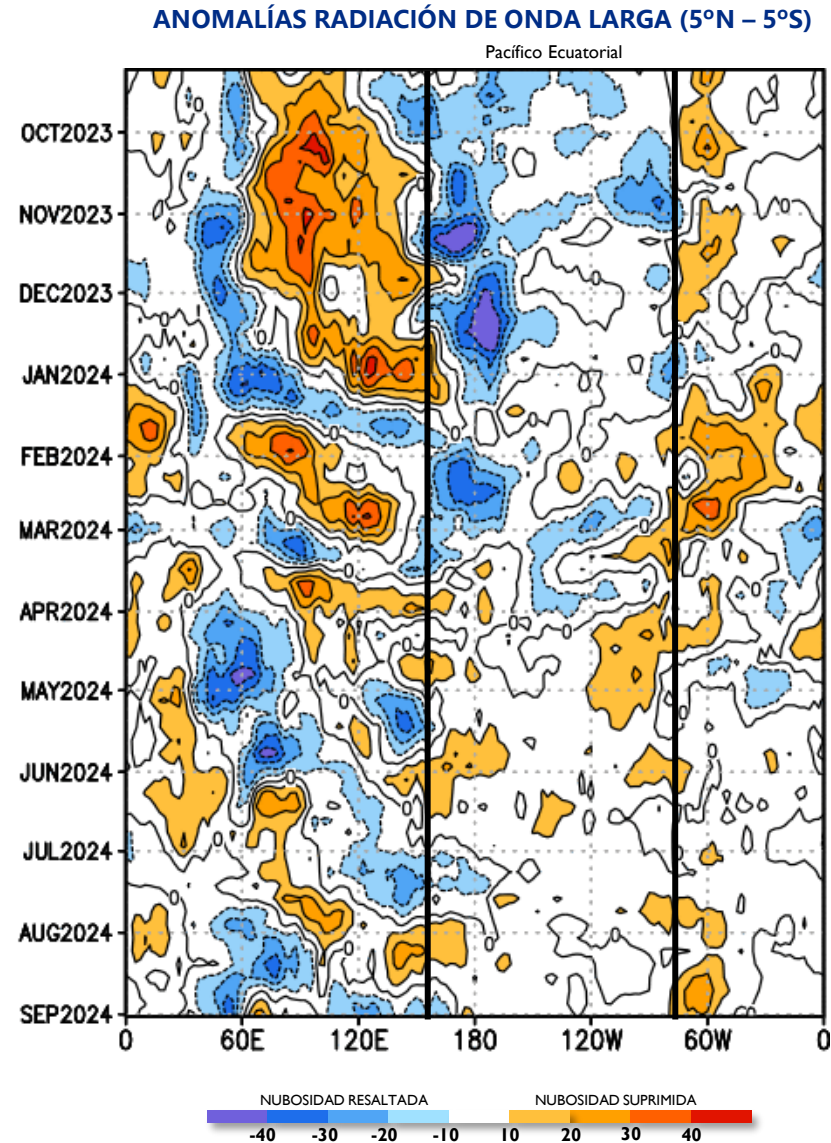 ANOMALÍAS RADIACIÓN DE ONDA LARGA (5ºN – 5ºS)
Pacífico Ecuatorial
OCT2023
NOV2023
DEC2023
JAN2024
FEB2024
MAR2024
APR2024
MAY2024
JUN2024
JUL2024
AUG2024
SEP2024
0 60E 120E 180 120W 60W 0
NUBOSIDAD RESALTADA NUBOSIDAD SUPRIMIDA
-40 -30 -20 -10 10 20 30 40